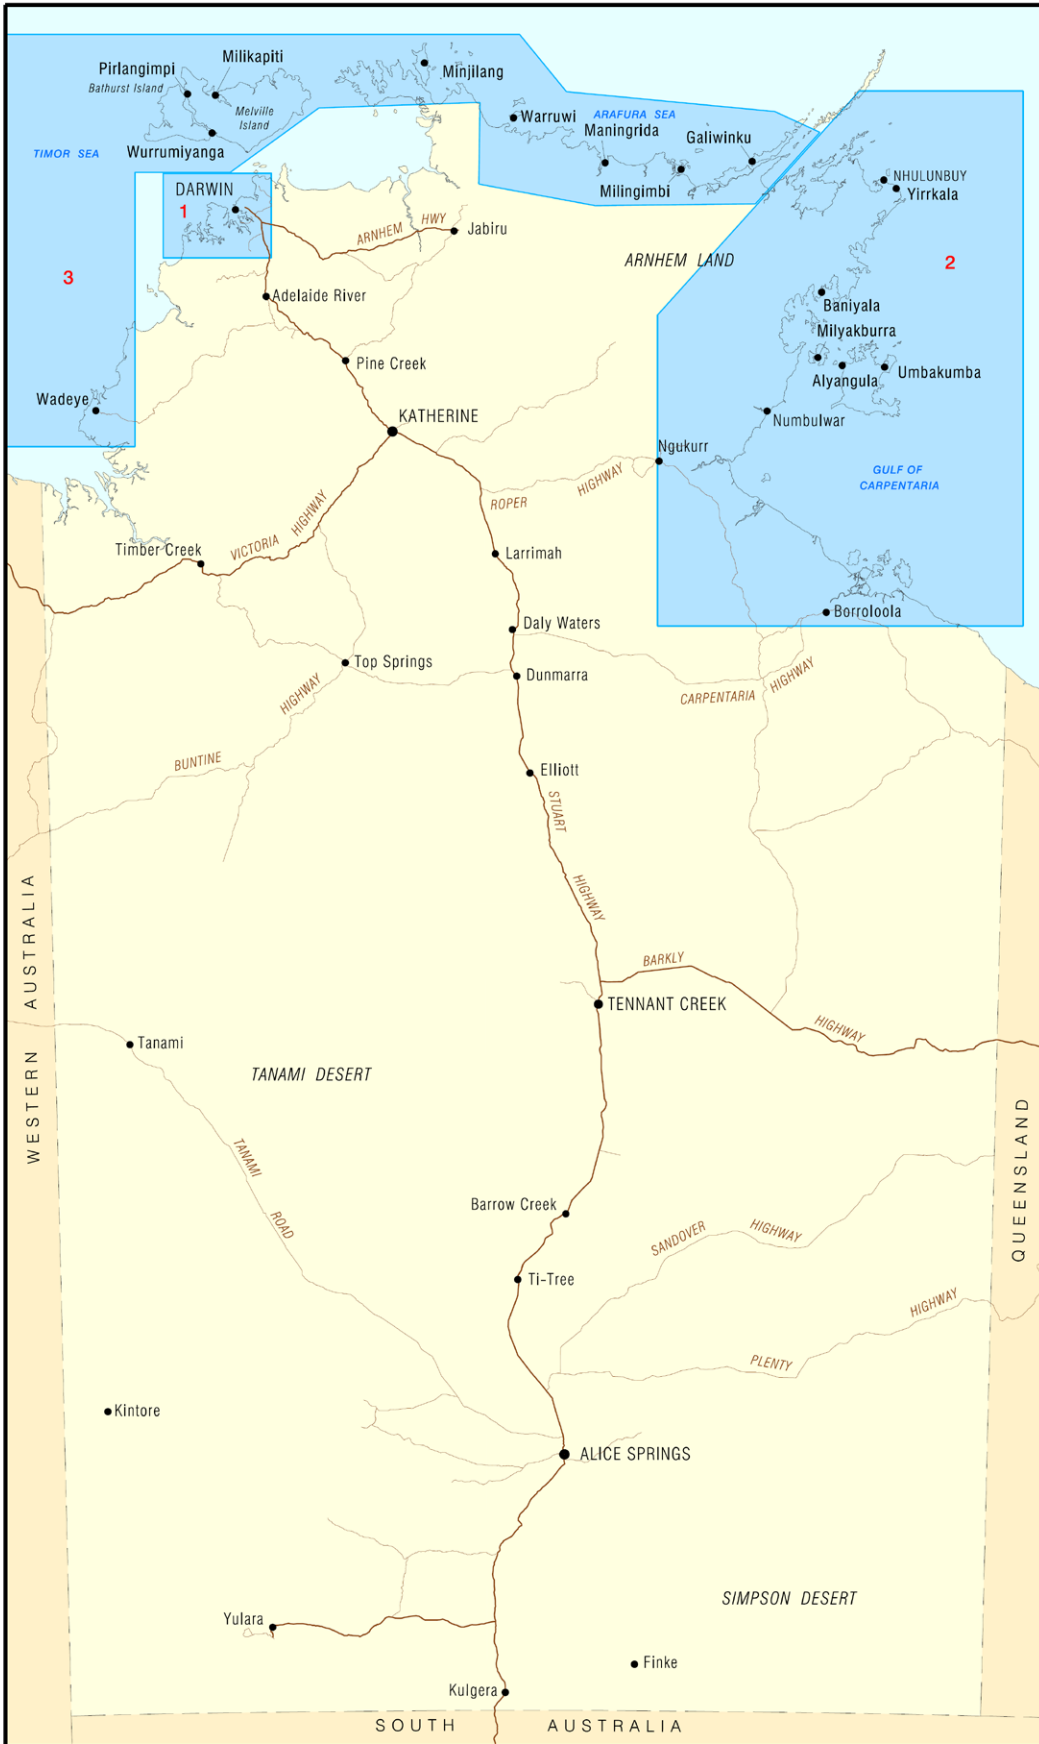 Milikapiti
Pirlangimpi
Bathurst Island
Minjilang
Melville
Island
Warruwi
ARAFURA SEA
Maningrida
Galiwinku
TIMOR SEA
Wurrumiyanga
Milingimbi
NHULUNBUY
Yirrkala
DARWIN
1
ARNHEM
HWY
Jabiru
ARNHEM LAND
2
3
Adelaide River
Baniyala
Milyakburra
Pine Creek
Alyangula
Umbakumba
Wadeye
KATHERINE
Numbulwar
Ngukurr
GULF OF
CARPENTARIA
ROPER
HIGHWAY
VICTORIA
HIGHWAY
Timber Creek
Larrimah
Borroloola
Daly Waters
Top Springs
Dunmarra
CARPENTARIA
HIGHWAY
BUNTINE
HIGHWAY
Elliott
STUART
HIGHWAY
WESTERN AUSTRALIA
BARKLY
HIGHWAY
TENNANT CREEK
Tanami
TANAMI DESERT
TANAMI
ROAD
QUEENSLAND
Barrow Creek
SANDOVER
HIGHWAY
Ti-Tree
PLENTY
HIGHWAY
Kintore
ALICE SPRINGS
SIMPSON DESERT
Yulara
Finke
Kulgera
SOUTH AUSTRALIA